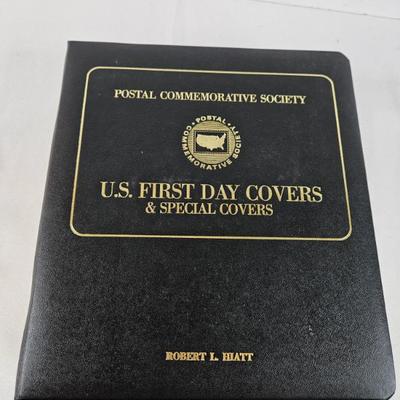 POSTAL COMMEMORATIVE SOCIETY
POSTAL
COMMEMORATIVE SOCIETY
U.S. FIRST DAY COVERS
& SPECIAL COVERS
ROBERT L. HIATT